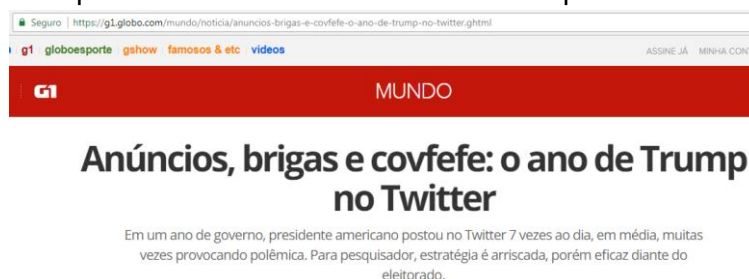 Seguro | https://g1.globo.com/mundo/noticia/anuncios-brigas-e-covfefe-o-ano-de-trump-no-twitter.ghtml
g1 globoesporte gshow famosos & etc vídeos ASSINE JÁ MINHA
G1 MUNDO
Anúncios, brigas e covfefe: o ano de Trump
no Twitter
Em um ano de governo, presidente americano postou no Twitter 7 vezes ao dia, em média, muitas
vezes provocando polêmica. Para pesquisador, estratégia é arriscada, porém eficaz diante do
eleitorado.